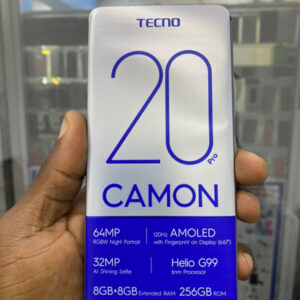 TECNO
20
Pro
CAMON
64MP
RGBW Night Portrait
120Hz AMOLED
with Fingerprint on Display (6.67")
32MP
AI Shining Selfie
Helio G99
6nm Processor
8GB+8GB Extended RAM
256GB ROM